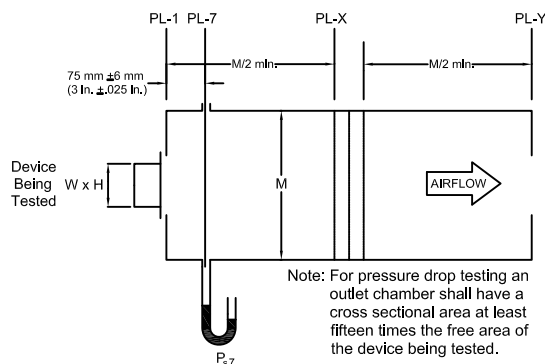 PL-1 PL-7 PL-X PL-Y
M/2 mIn. M/2 mIn.
75 mm ±6 mm
(3 In. ±.025 In.)
Device
Being
Tested
W x H
M
AIRFLOW
Note: For pressure drop testing an
outlet chamber shall have a
cross sectional area at least
fifteen times the free area of
the device being tested.
Ps7